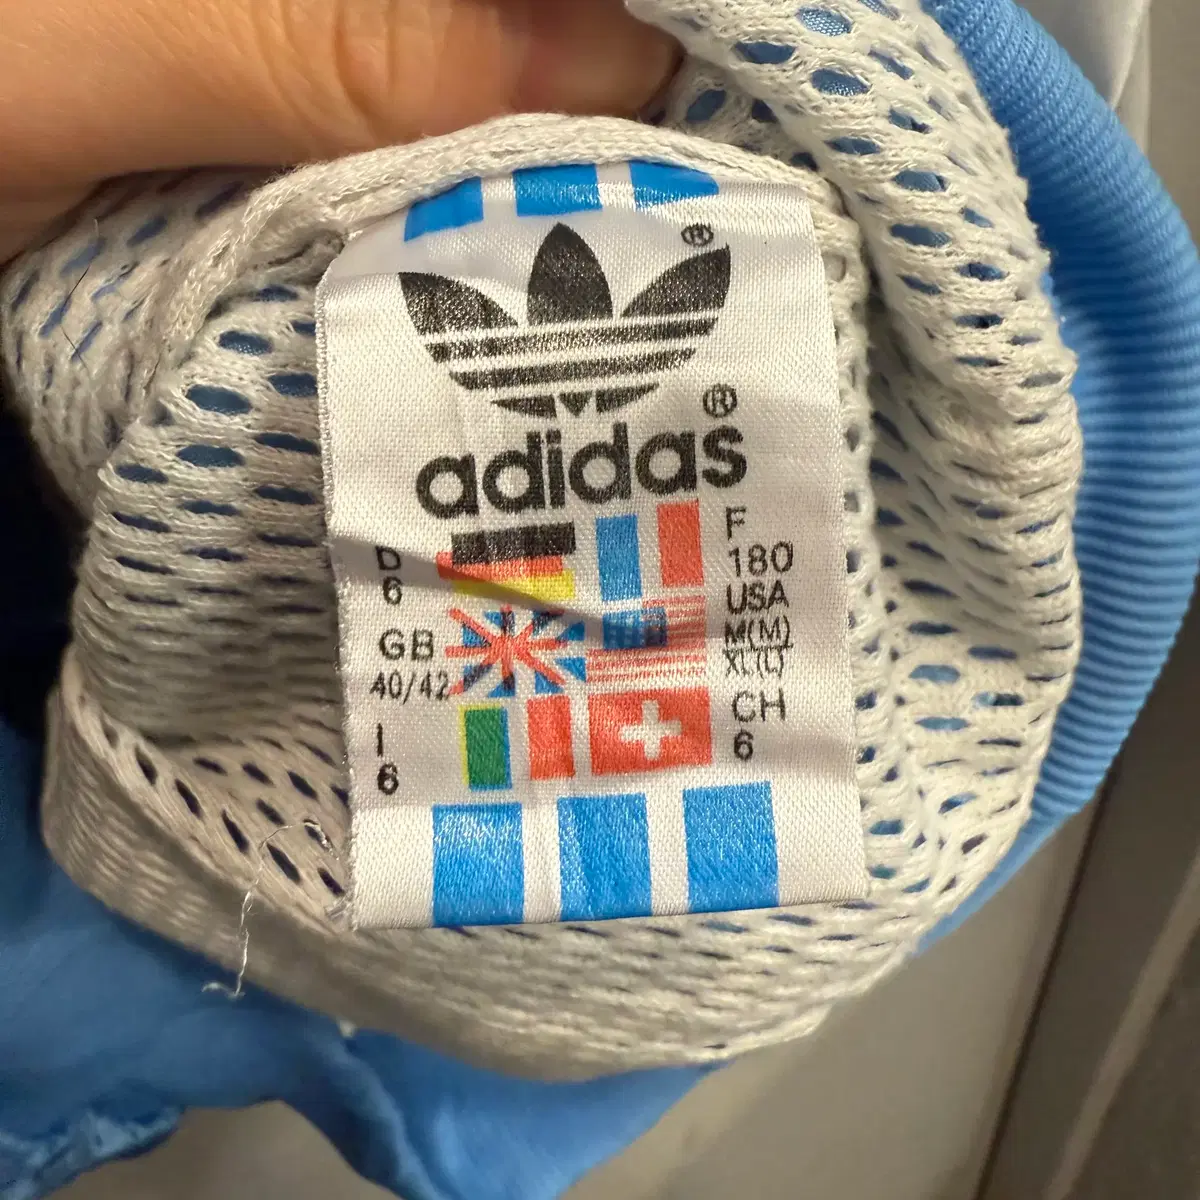 ®
®
adidas
D
6
F
180
GB
40/42
USA
M(M)
XL(L)
I
6
CH
6